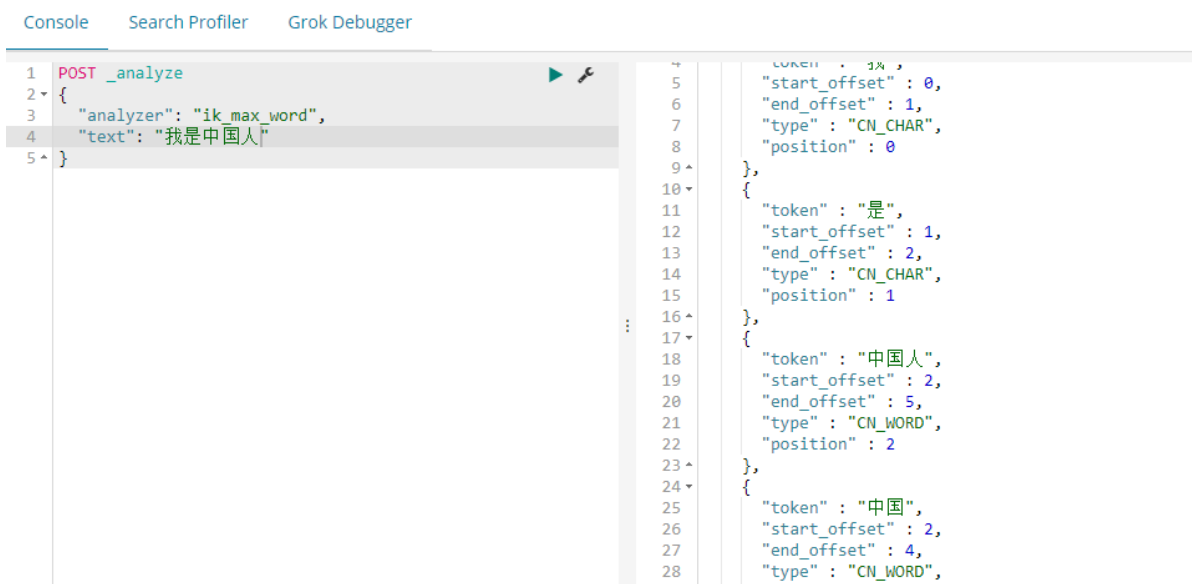 Console Search Profiler Grok Debugger
1 POST _analyze
2 {
3 "analyzer": "ik_max_word",
4 "text": "我是中国人"
5 }
4 "token" : "我",
5 "start_offset" : 0,
6 "end_offset" : 1,
7 "type" : "CN_CHAR",
8 "position" : 0
9 },
10 {
11 "token" : "是",
12 "start_offset" : 1,
13 "end_offset" : 2,
14 "type" : "CN_CHAR",
15 "position" : 1
16 },
17 {
18 "token" : "中国人",
19 "start_offset" : 2,
20 "end_offset" : 5,
21 "type" : "CN_WORD",
22 "position" : 2
23 },
24 {
25 "token" : "中国",
26 "start_offset" : 2,
27 "end_offset" : 4,
28 "type" : "CN_WORD",